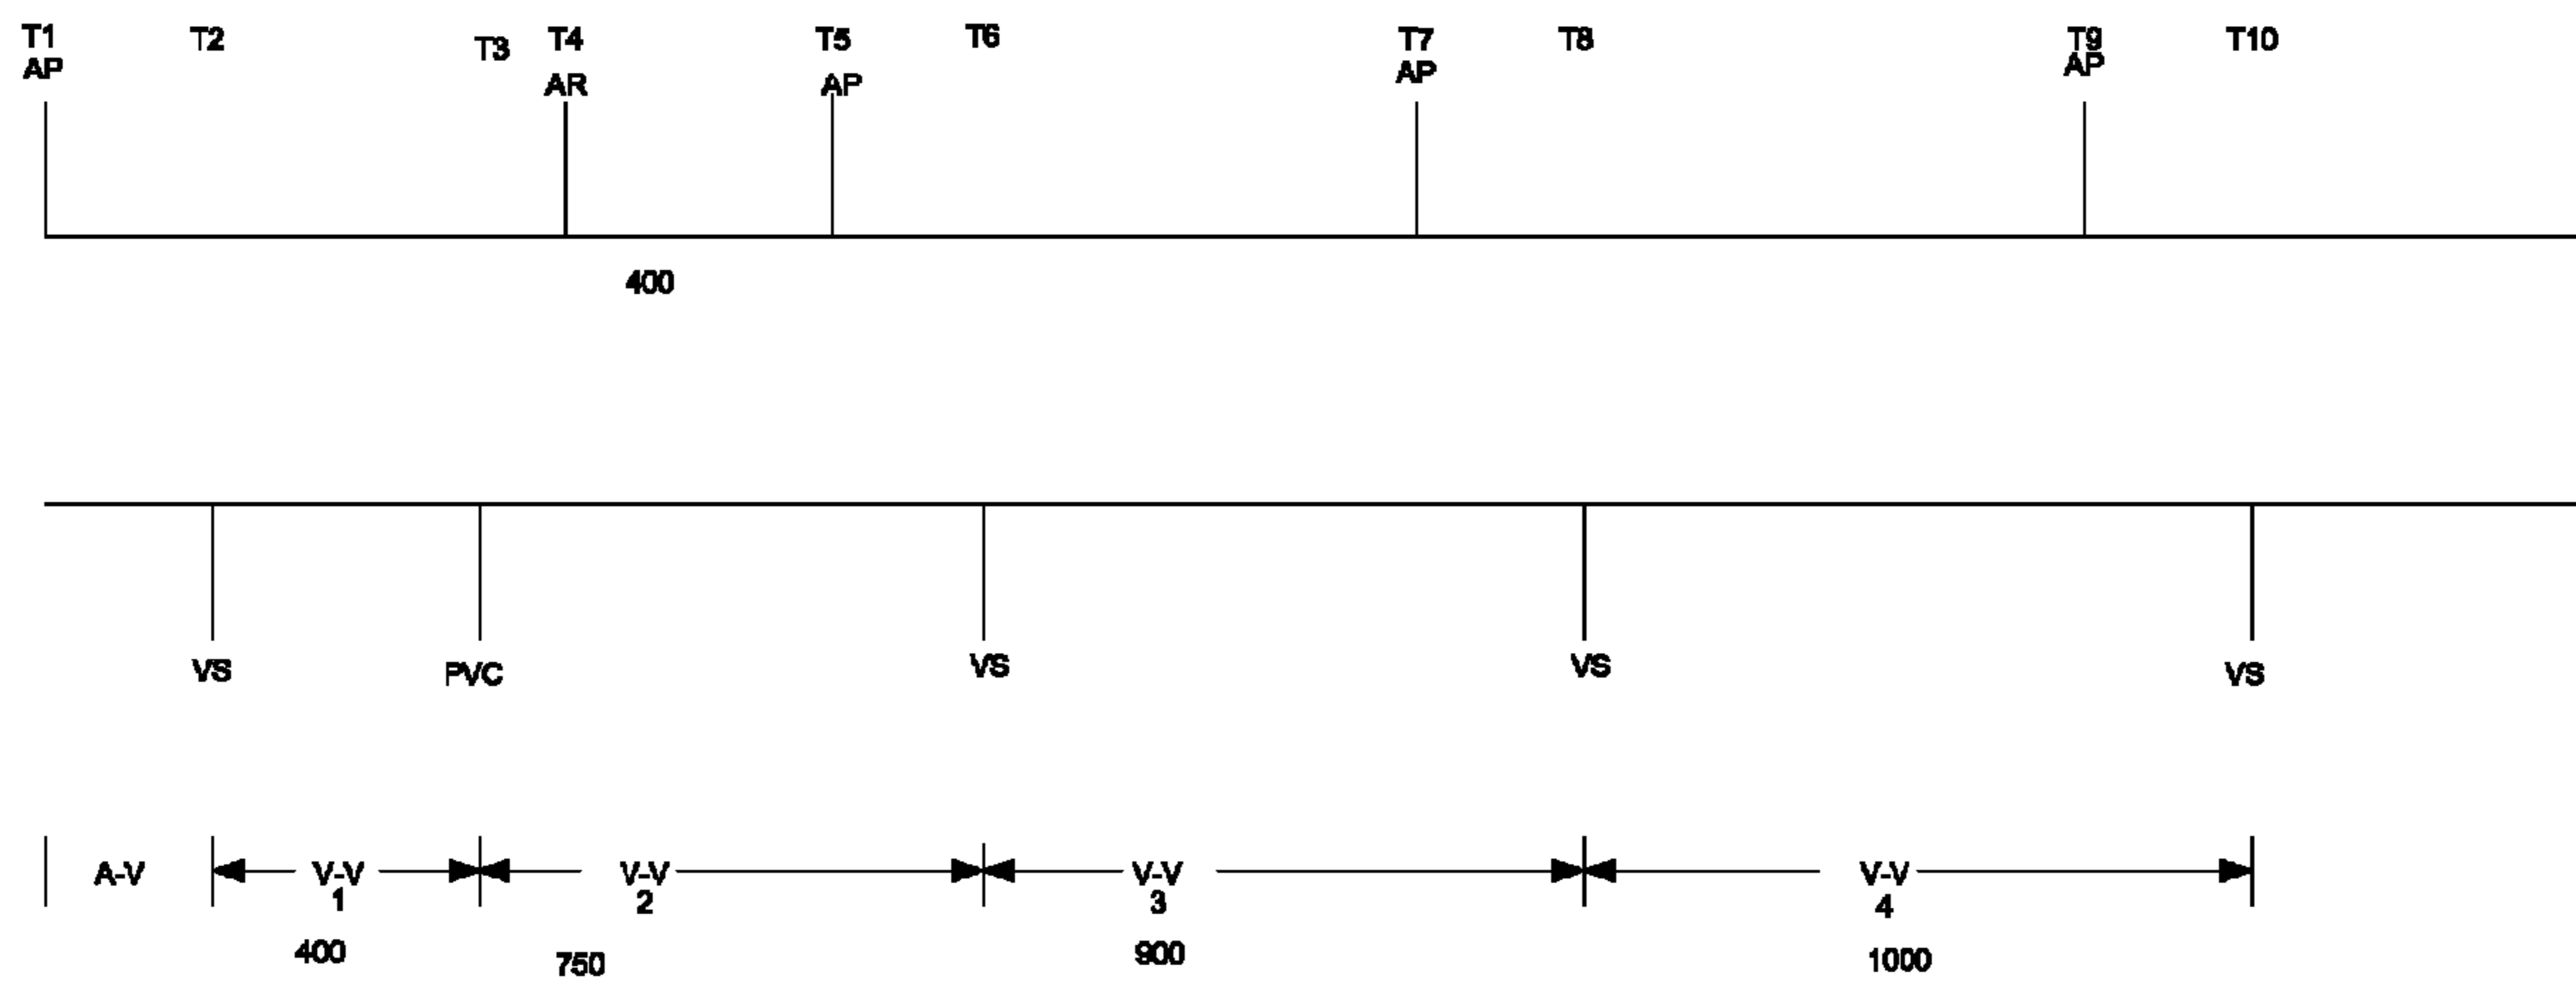 T1 T2 T3 T4 T5 T6 T7 T8 T9 T10
AP AR AP AP AP
400
VS PVC VS VS VS
A-V V-V V-V V-V V-V
1 2 3 4
400 750 900 1000